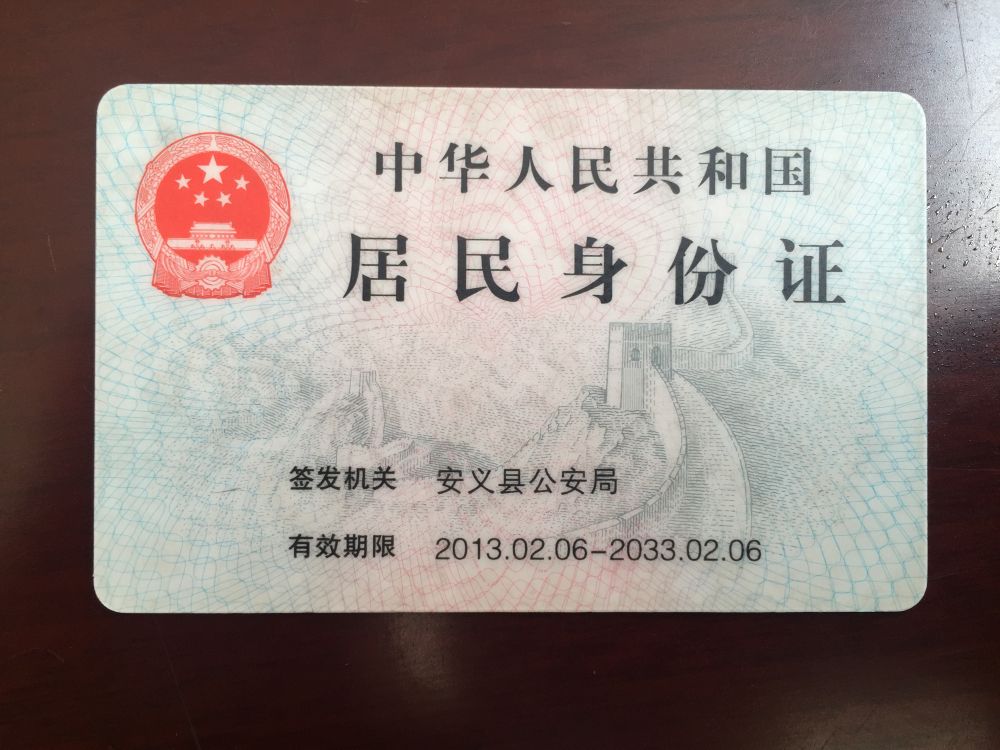 中华人民共和国
居民身份证
签发机关 安义县公安局
有效期限 2013.02.06-2033.02.06